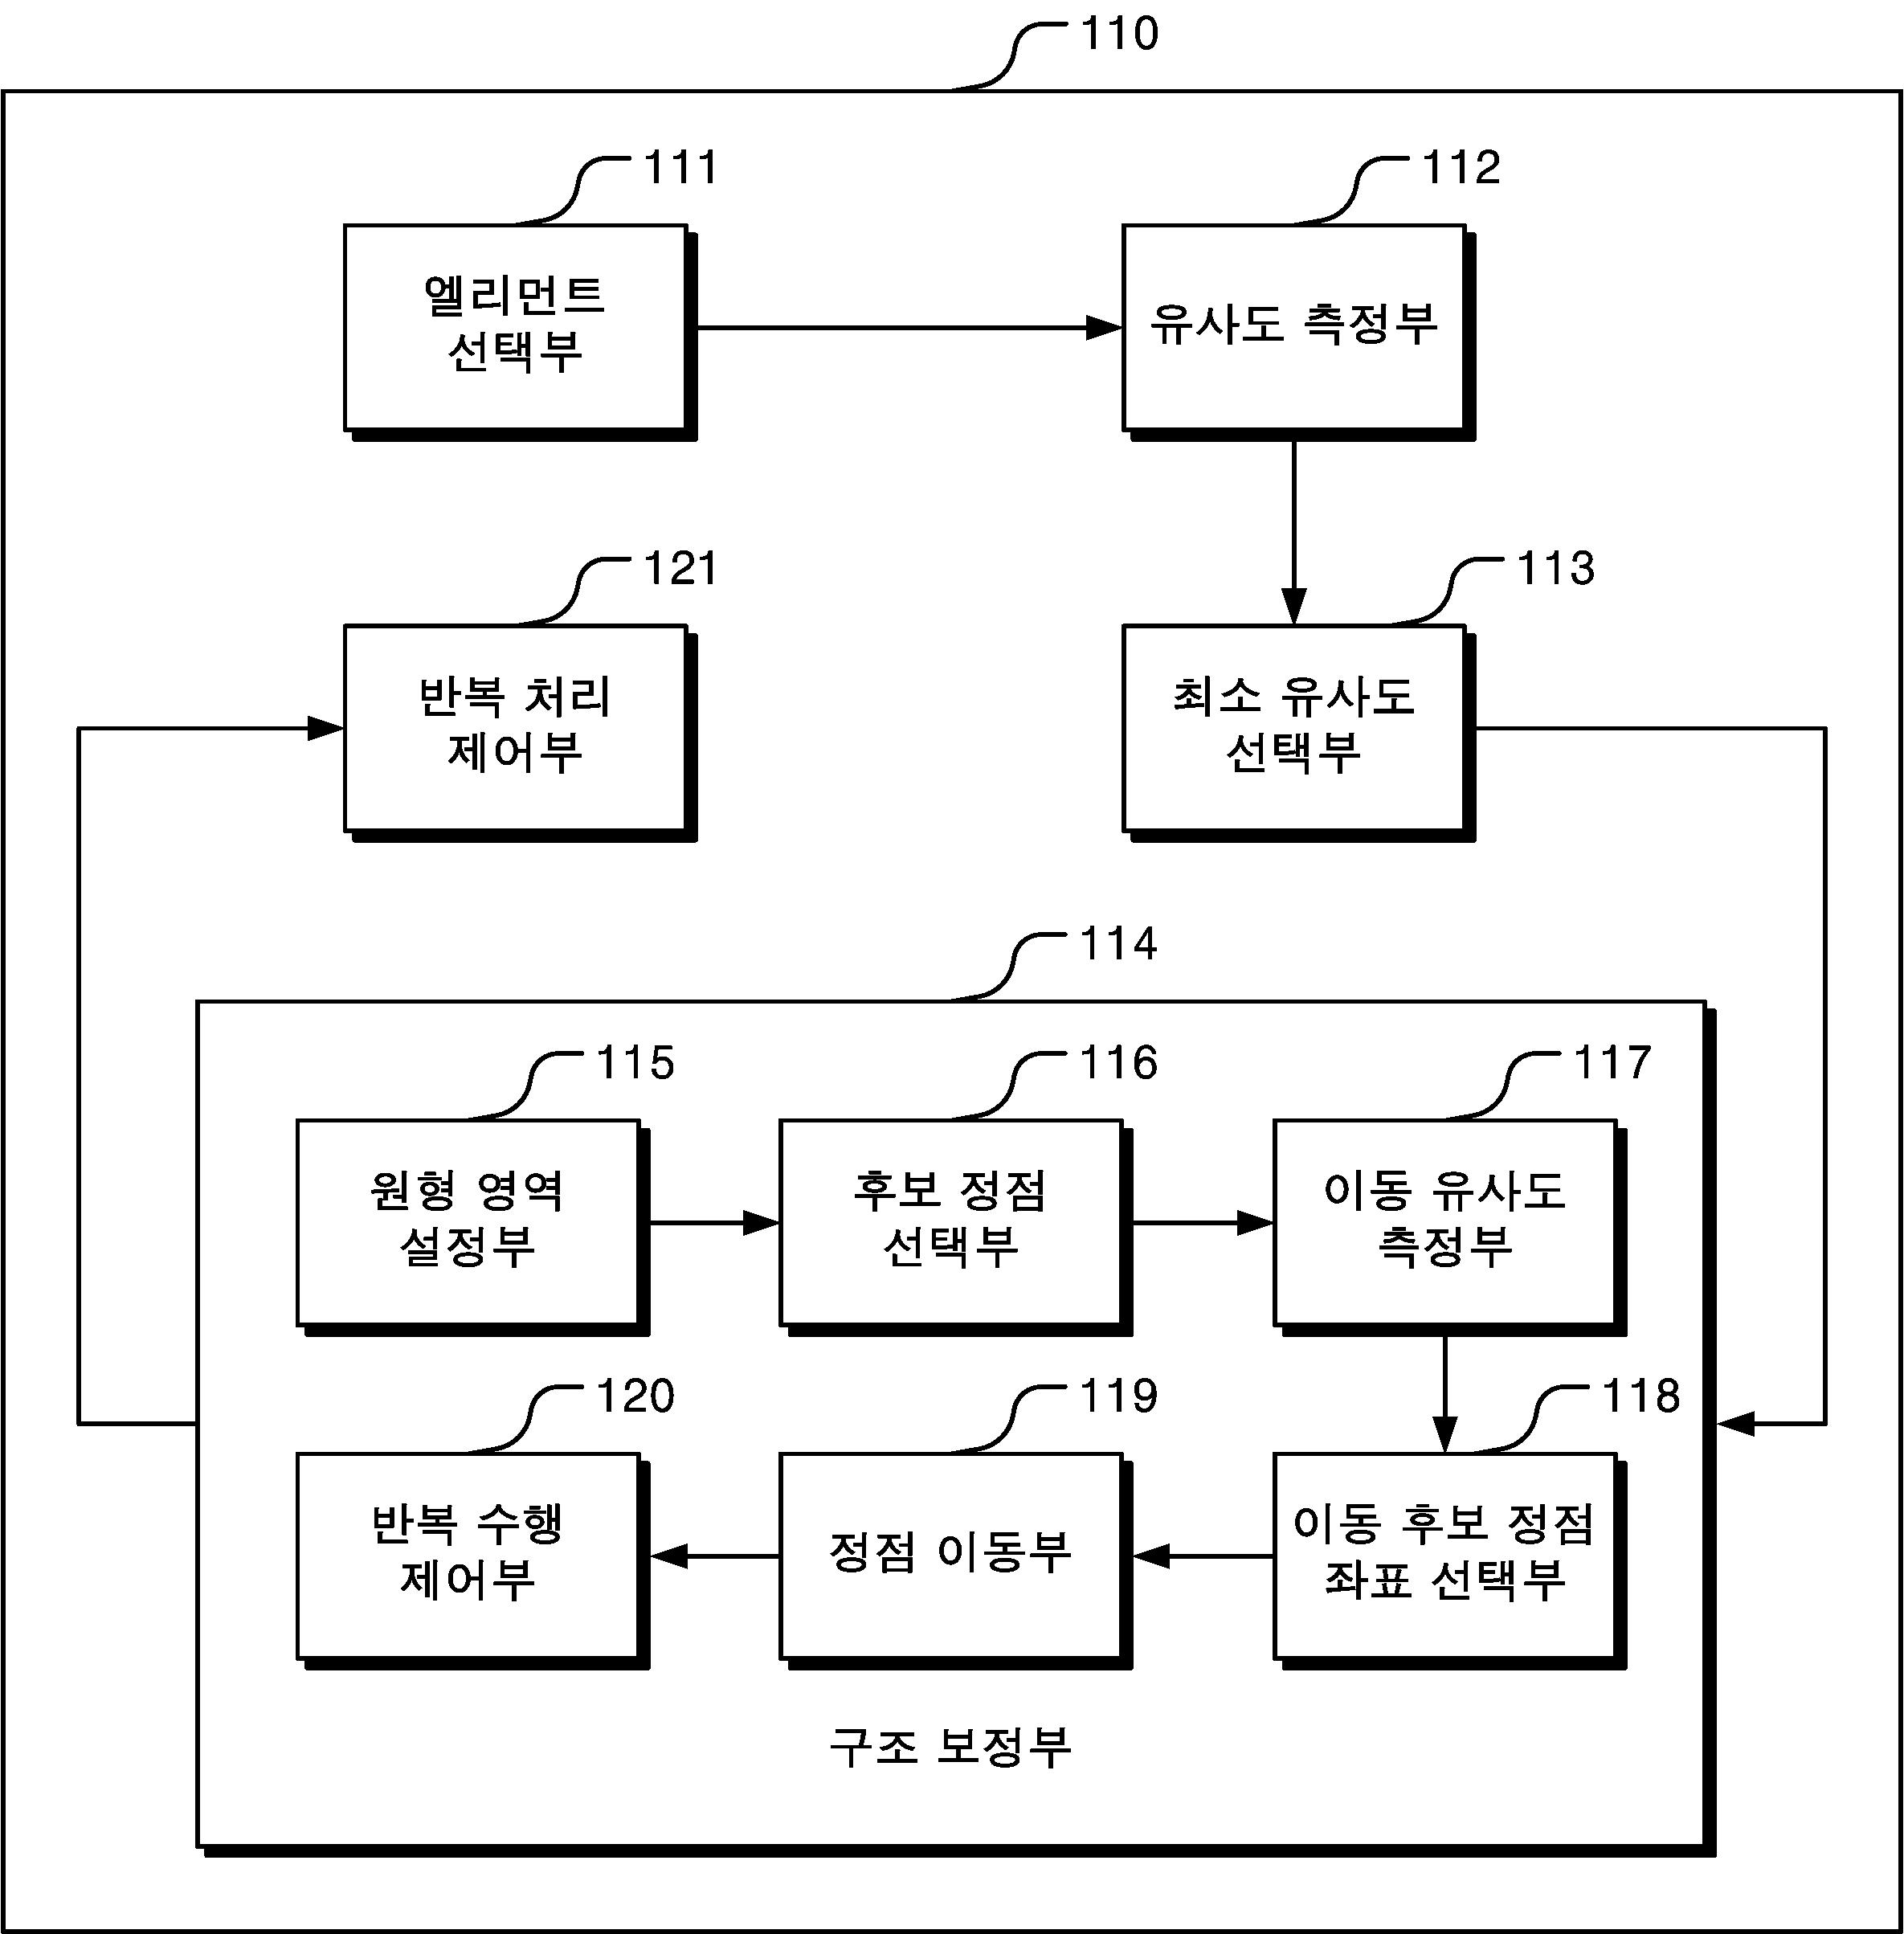 110
111
엘리먼트
선택부
112
유사도 측정부
121
반복 처리
제어부
113
최소 유사도
선택부
114
115
원형 영역
설정부
116
후보 정점
선택부
117
이동 유사도
측정부
120
반복 수행
제어부
119
정점 이동부
118
이동 후보 정점
좌표 선택부
구조 보정부